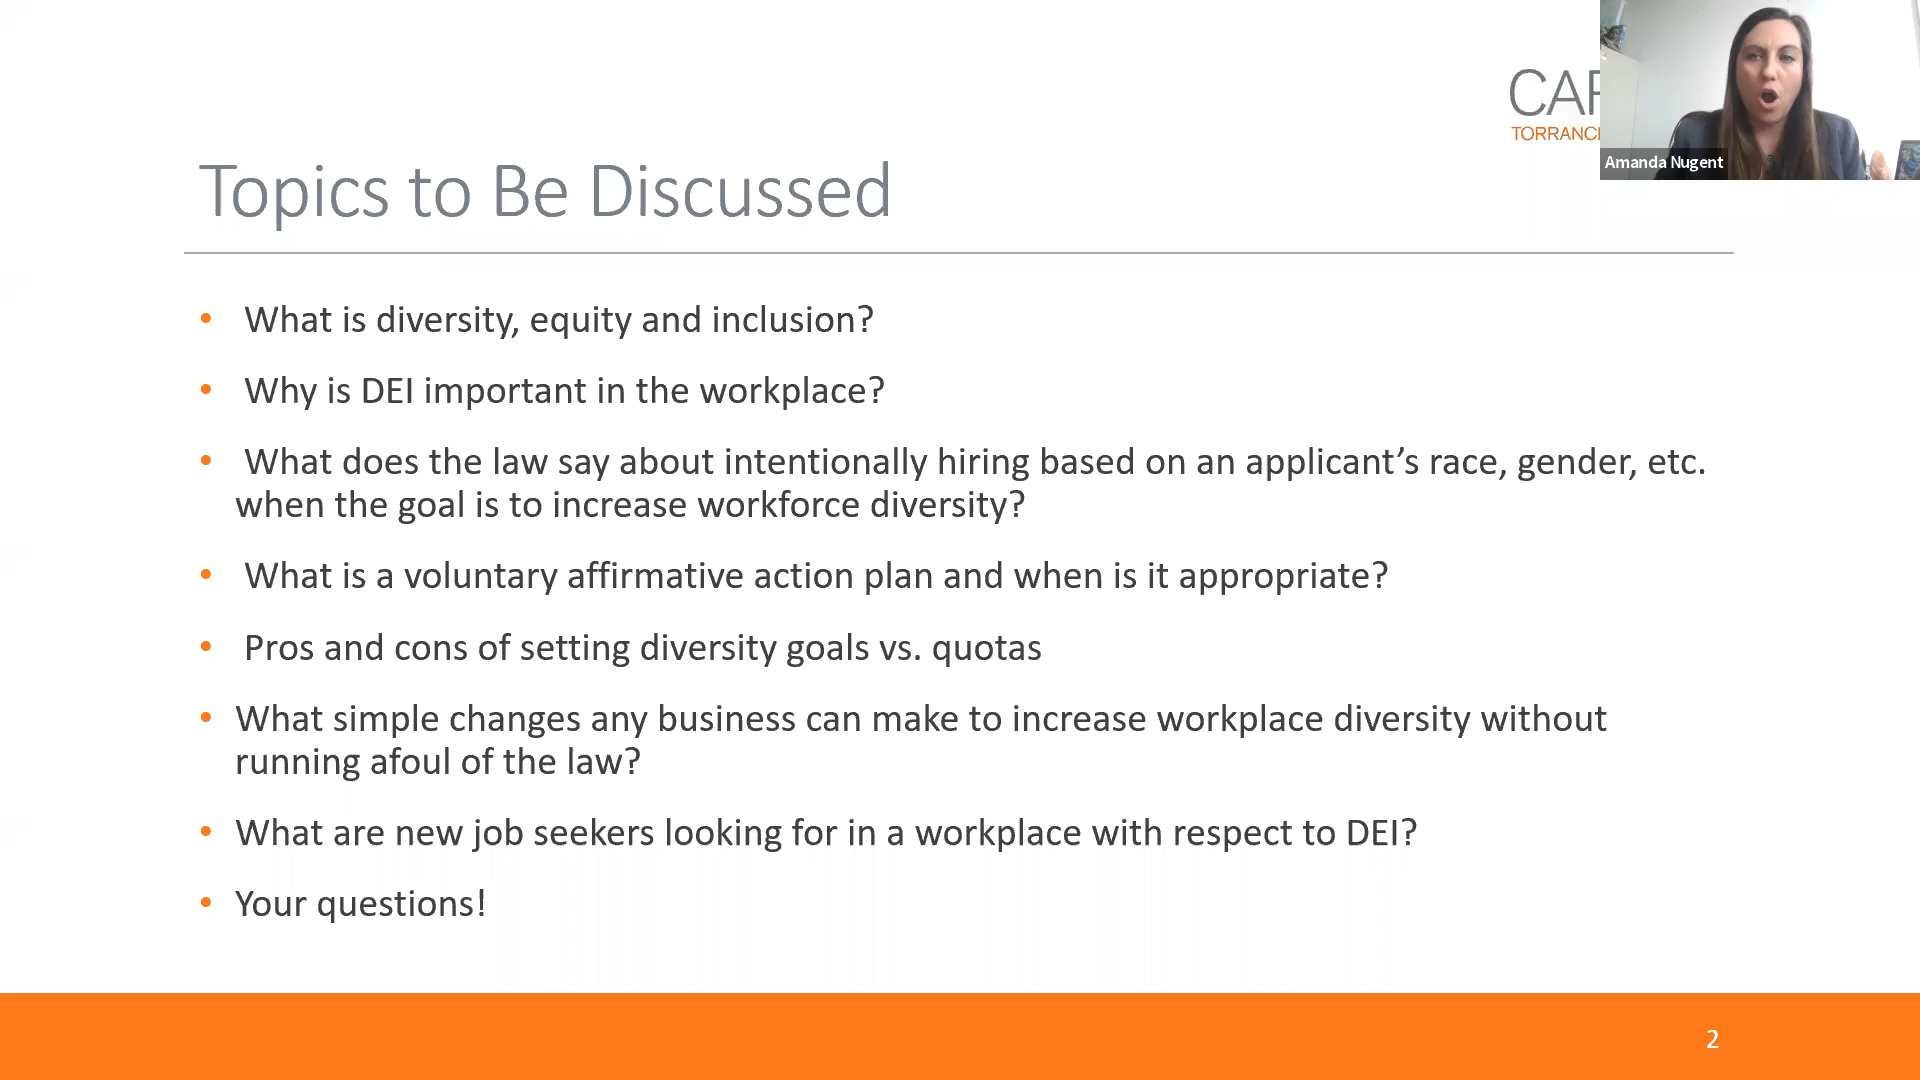 Topics to Be Discussed
• What is diversity, equity and inclusion?
• Why is DEI important in the workplace?
• What does the law say about intentionally hiring based on an applicant’s race, gender, etc.
when the goal is to increase workforce diversity?
• What is a voluntary affirmative action plan and when is it appropriate?
• Pros and cons of setting diversity goals vs. quotas
• What simple changes any business can make to increase workplace diversity without
running afoul of the law?
• What are new job seekers looking for in a workplace with respect to DEI?
• Your questions!
Amanda Nugent
2